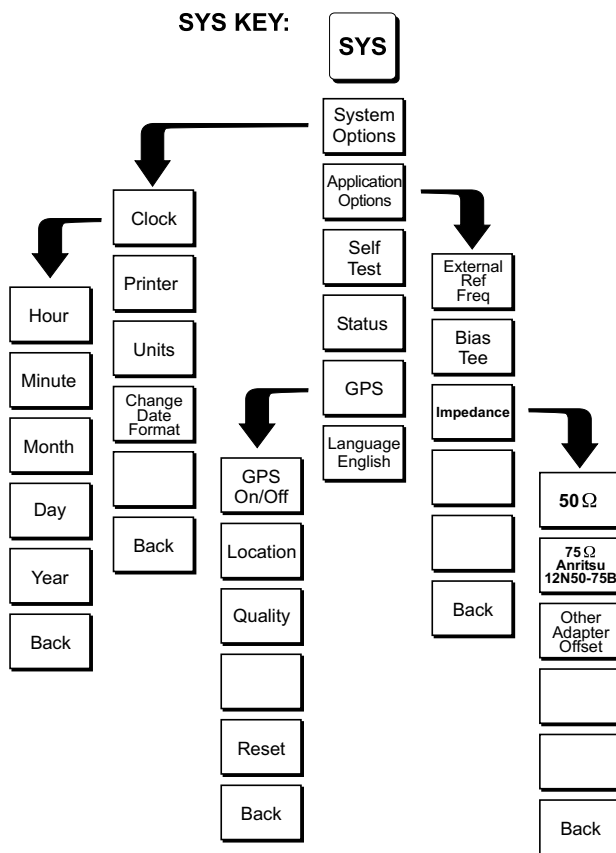 SYS KEY:
SYS
System
Options
Application
Options
Self
Test
Status
GPS
Language
English
Clock
Printer
Units
Change
Date
Format
Back
Hour
Minute
Month
Day
Year
Back
GPS
On/Off
Location
Quality
Reset
Back
External
Ref
Freq
Bias
Tee
Impedance
Back
50 Ω
75 Ω
Anritsu
12N50-75B
Other
Adapter
Offset
Back